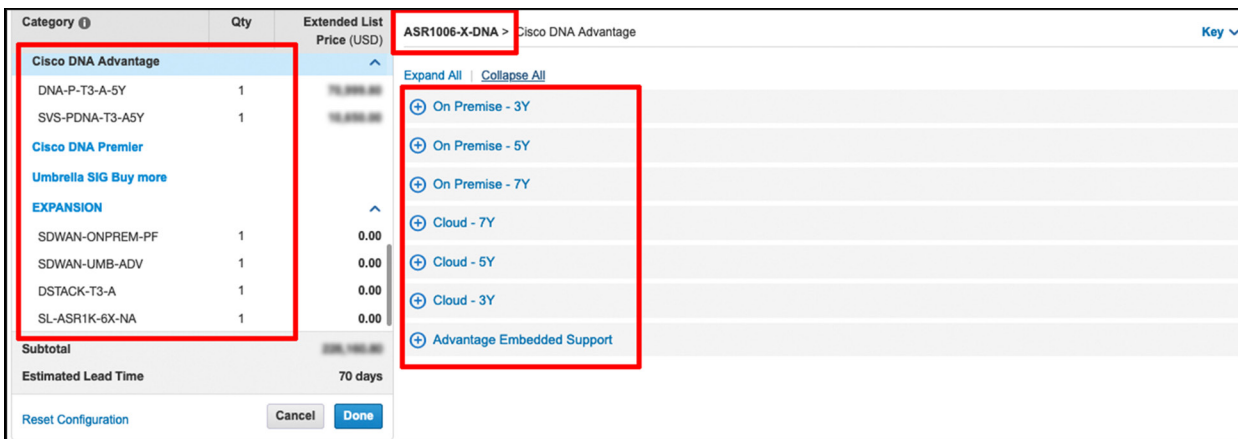 Category Qty Extended List
Price (USD)
Cisco DNA Advantage
DNA-P-T3-A-5Y 1
SVS-PDNA-T3-A5Y 1
Cisco DNA Premier
Umbrella SIG Buy more
EXPANSION
SDWAN-ONPREM-PF 1 0.00
SDWAN-UMB-ADV 1 0.00
DSTACK-T3-A 1 0.00
SL-ASR1K-6X-NA 1 0.00
Subtotal
Estimated Lead Time 70 days
Reset Configuration Cancel Done
ASR1006-X-DNA > Cisco DNA Advantage Key
Expand All | Collapse All
On Premise - 3Y
On Premise - 5Y
On Premise - 7Y
Cloud - 7Y
Cloud - 5Y
Cloud - 3Y
Advantage Embedded Support